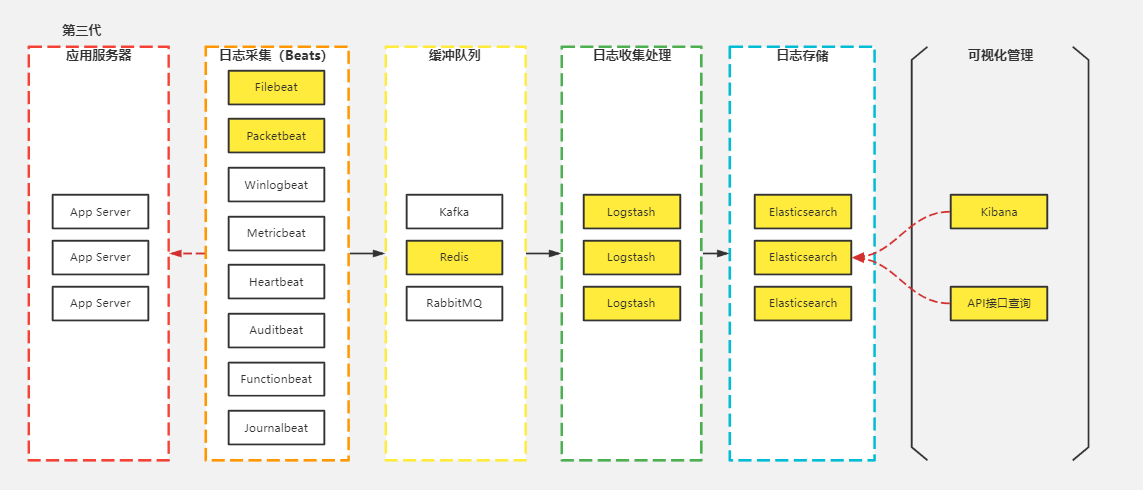 第三代
应用服务器
App Server
App Server
App Server
日志采集（Beats）
Filebeat
Packetbeat
Winlogbeat
Metricbeat
Heartbeat
Auditbeat
Functionbeat
Journalbeat
缓冲队列
Kafka
Redis
RabbitMQ
日志收集处理
Logstash
Logstash
Logstash
日志存储
Elasticsearch
Elasticsearch
Elasticsearch
可视化管理
Kibana
API接口查询